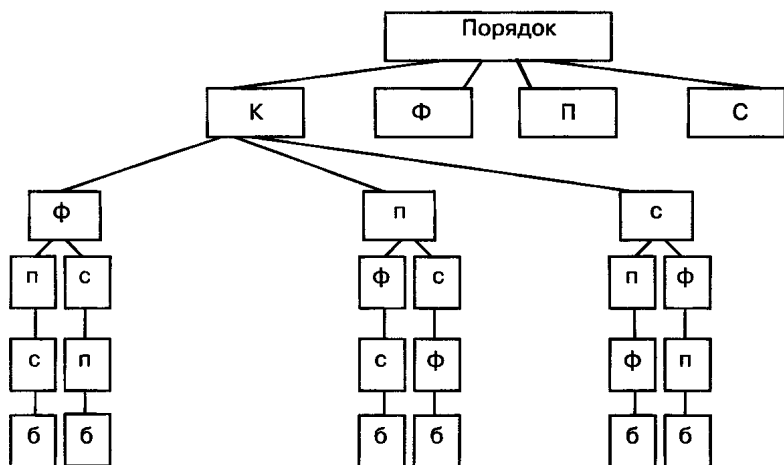 Порядок
К Ф П С
ф п с
п с ф с п ф
с п с ф ф п
б б б б б б